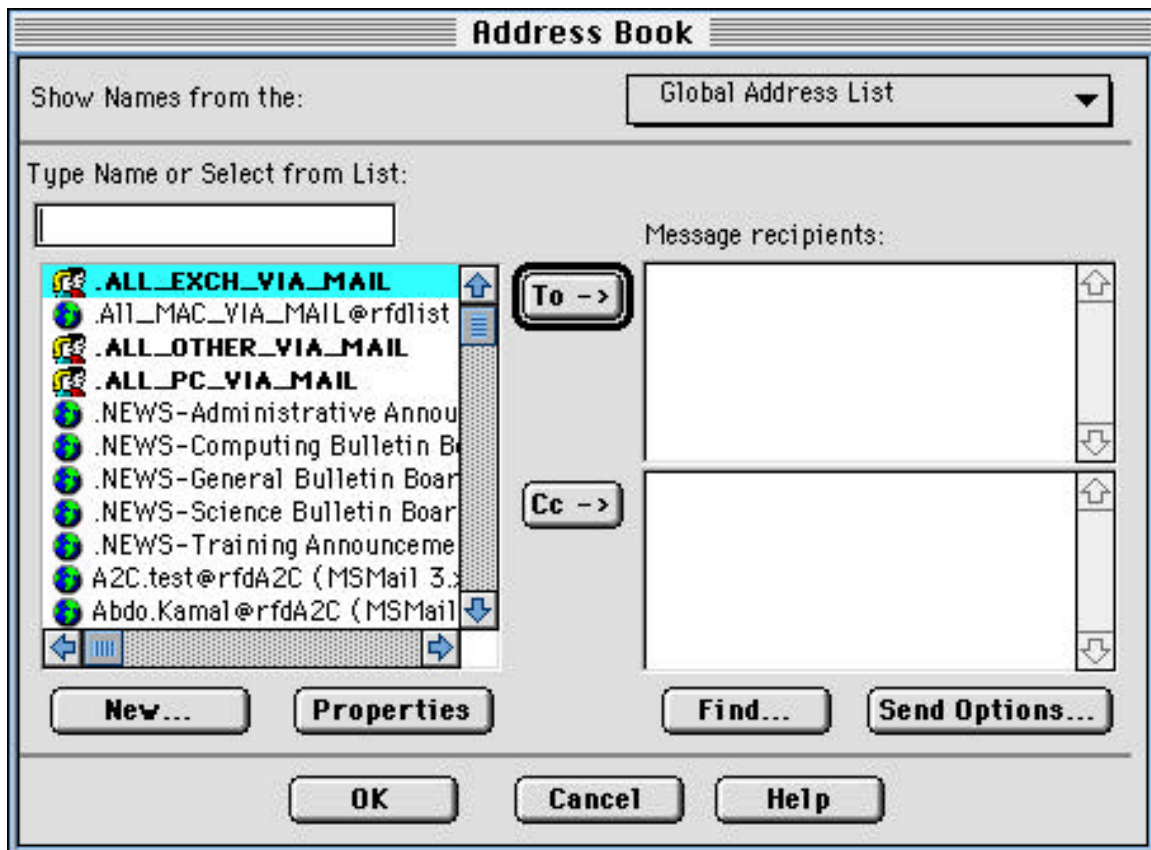 Address Book
Show Names from the:
Global Address List
Type Name or Select from List:
Message recipients:
.ALL_EXCH_VIA_MAIL
.All_MAC_VIA_MAIL@rfdlist
.ALL_OTHER_VIA_MAIL
.ALL_PC_VIA_MAIL
.NEWS-Administrative Annou
.NEWS-Computing Bulletin B
.NEWS-General Bulletin Boar
.NEWS-Science Bulletin Boar
.NEWS-Training Announceme
A2C.test@rfdA2C (MSMail 3.
Abdo.Kamal@rfdA2C (MSMail
To ->
Cc ->
New...
Properties
Find...
Send Options...
OK
Cancel
Help